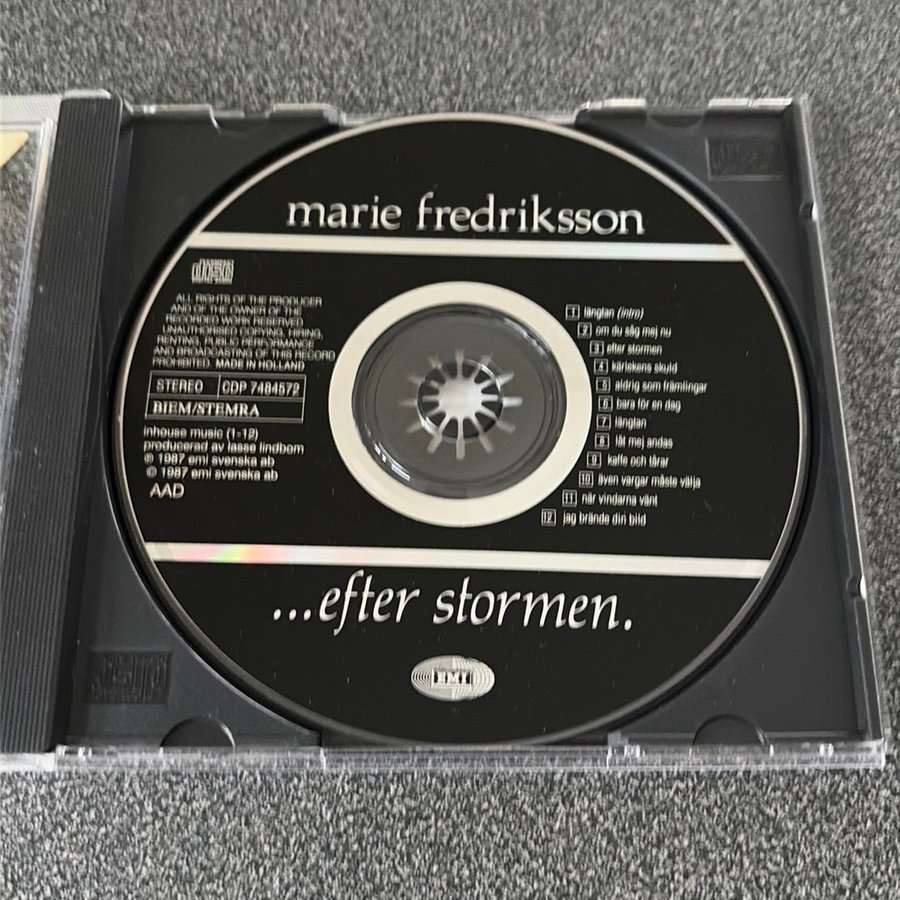 marie fredriksson
COMPACT
disc
DIGITAL AUDIO
ALL RIGHTS OF THE PRODUCER
AND OF THE OWNER OF THE
RECORDED WORK RESERVED.
UNAUTHORISED COPYING, HIRING,
RENTING, PUBLIC PERFORMANCE
AND BROADCASTING OF THIS RECORD
PROHIBITED. MADE IN HOLLAND
STEREO CDP 7484572
BIEM/STEMRA
inhouse music (1-12)
producerad av lasse lindbom
℗ 1987 emi svenska ab
© 1987 emi svenska ab
AAD
1 längtan (intro)
2 om du såg mej nu
3 efter stormen
4 kärlekens skuld
5 aldrig som främlingar
6 bara för en dag
7 längtan
8 låt mej andas
9 kaffe och tårar
10 även vargar måste välja
11 när vindarna vänt
12 jag brände din bild
...efter stormen.
EMI